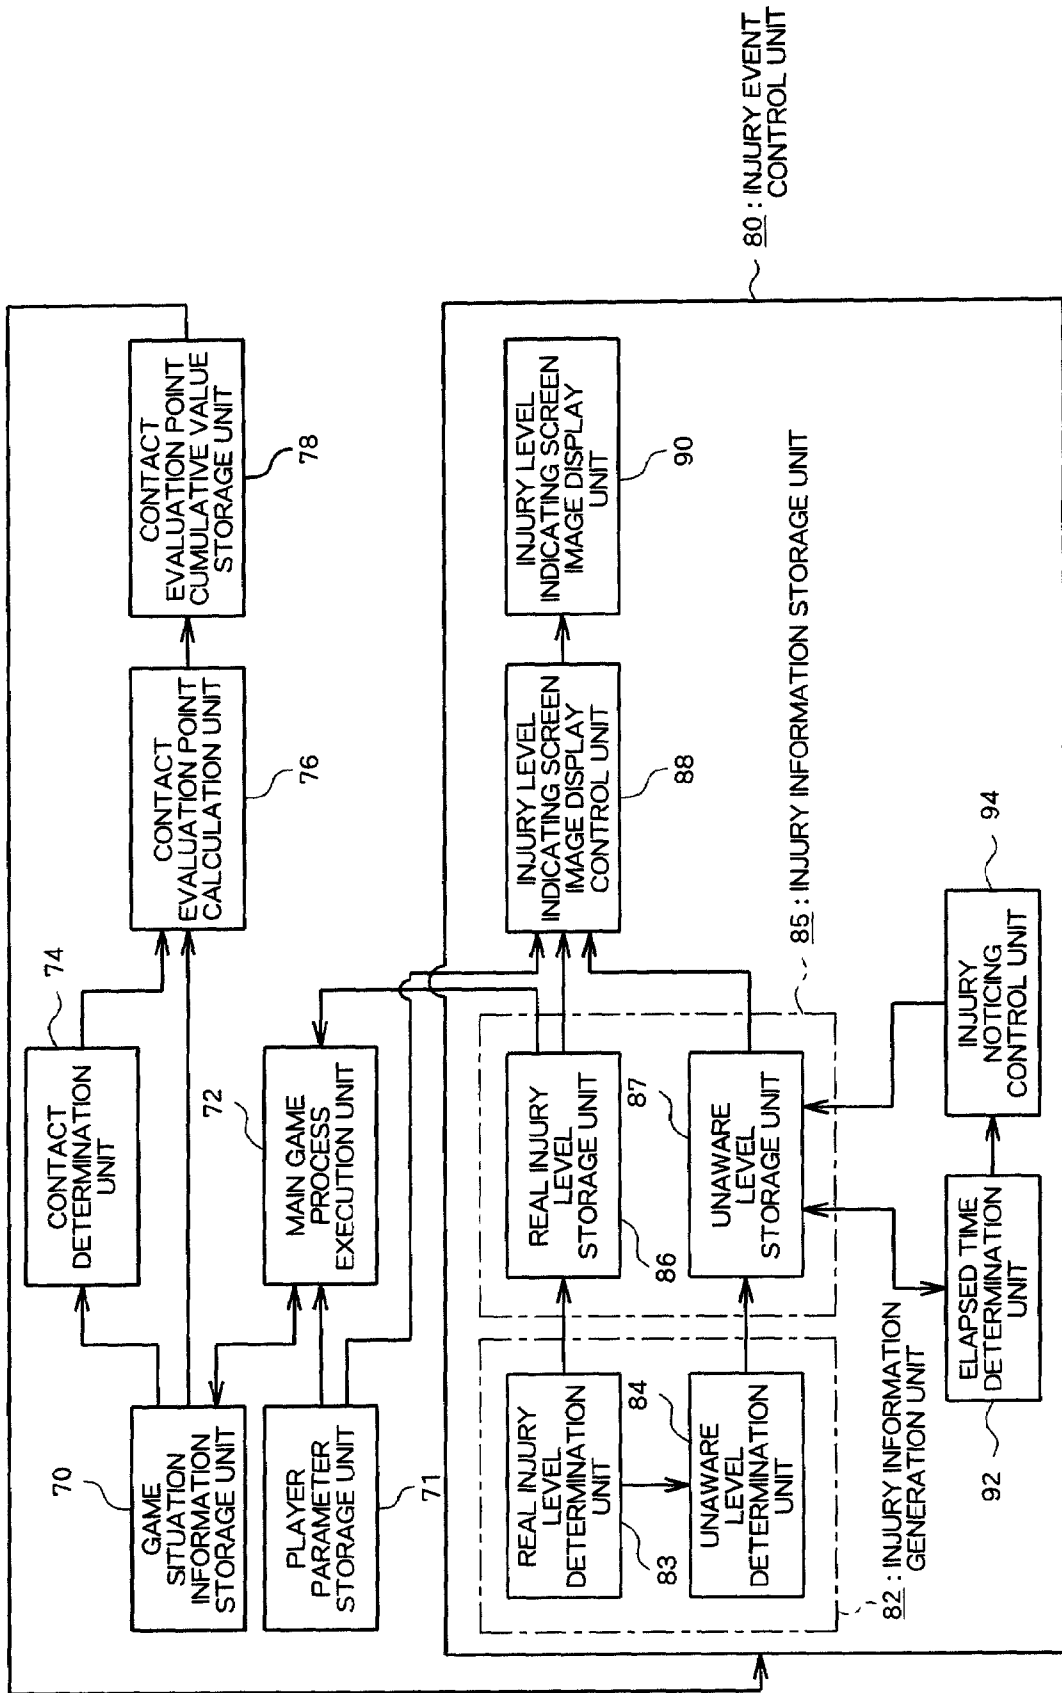 70
GAME
SITUATION
INFORMATION
STORAGE UNIT
74
CONTACT
DETERMINATION
UNIT
CONTACT
EVALUATION POINT
CALCULATION UNIT
76
CONTACT
EVALUATION POINT
CUMULATIVE VALUE
STORAGE UNIT
78
PLAYER
PARAMETER
STORAGE UNIT
71
72
MAIN GAME
PROCESS
EXECUTION UNIT
REAL INJURY
LEVEL
DETERMINATION
UNIT
83
REAL INJURY
LEVEL
STORAGE UNIT
86
INJURY LEVEL
INDICATING SCREEN
IMAGE DISPLAY
CONTROL UNIT
88
INJURY LEVEL
INDICATING SCREEN
IMAGE DISPLAY
UNIT
90
84
UNAWARE
LEVEL
DETERMINATION
UNIT
87
UNAWARE
LEVEL
STORAGE UNIT
80 : INJURY EVENT
CONTROL UNIT
85 : INJURY INFORMATION STORAGE UNIT
82 : INJURY INFORMATION
GENERATION UNIT
92
ELAPSED TIME
DETERMINATION
UNIT
94
INJURY
NOTICING
CONTROL UNIT